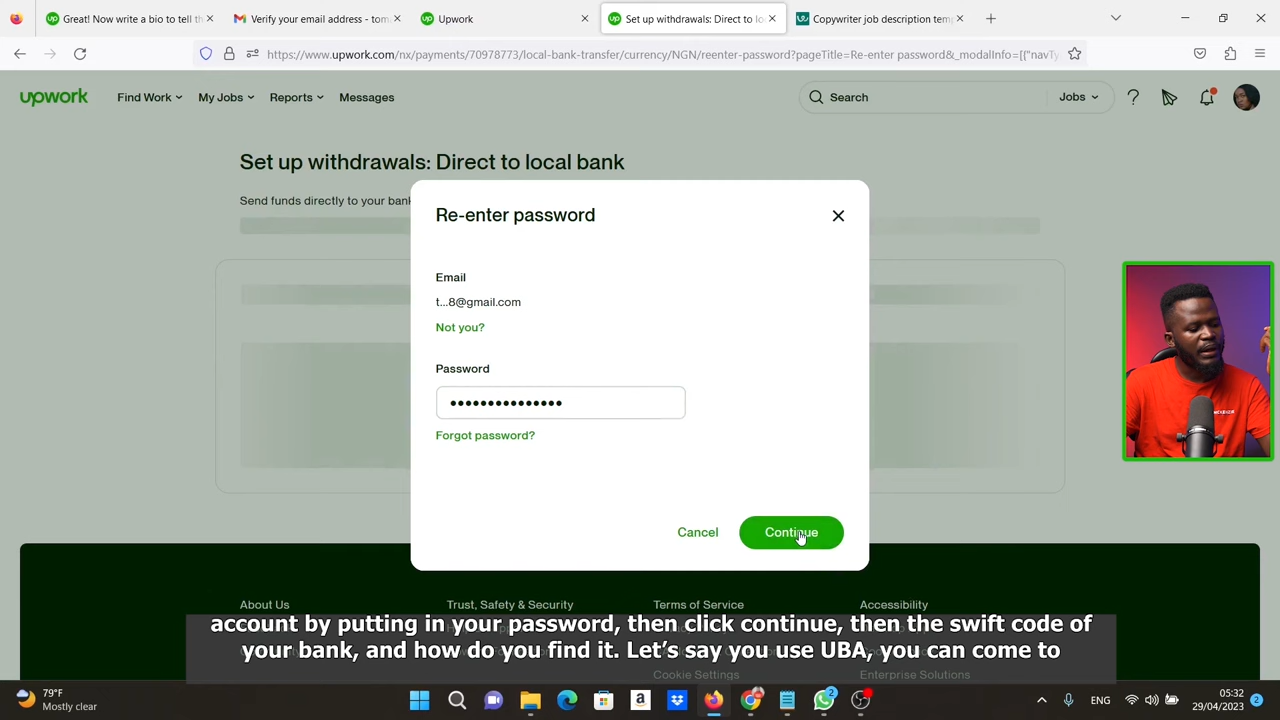 Great! Now write a bio to tell th
Verify your email address - tom
Upwork
Set up withdrawals: Direct to lo
Copywriter job description tem
https://www.upwork.com/nx/payments/70978773/local-bank-transfer/currency/NGN/reenter-password?pageTitle=Re-enter password&_modalInfo=[{"navTy
upwork
Find Work
My Jobs
Reports
Messages
Search
Jobs
Set up withdrawals: Direct to local bank
Send funds directly to your bank
Re-enter password
Email
t...8@gmail.com
Not you?
Password
Forgot password?
Cancel
Continue
About Us
Trust, Safety & Security
Terms of Service
Accessibility
account by putting in your password, then click continue, then the swift code of
your bank, and how do you find it. Let's say you use UBA, you can come to
Cookie Settings
Enterprise Solutions
79°F
Mostly clear
2
ENG
05:32
29/04/2023
2